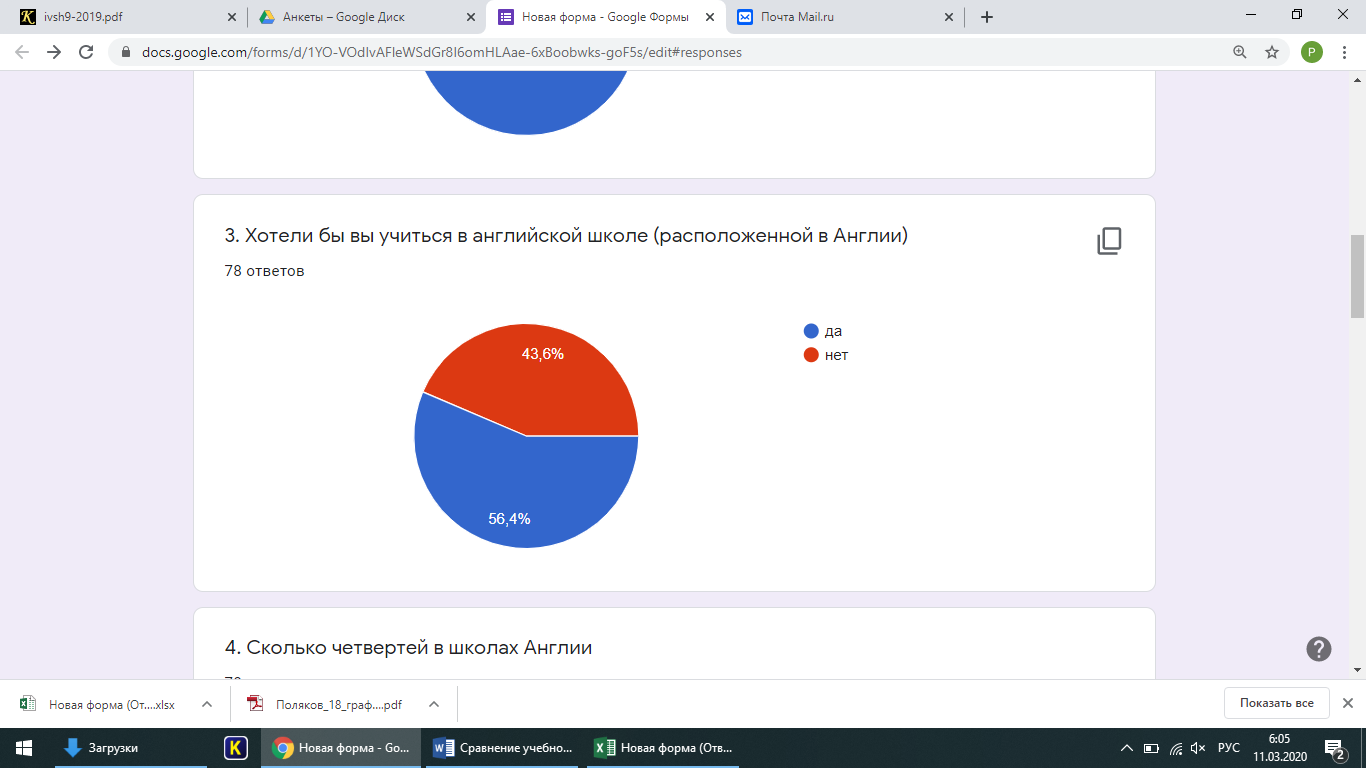 ivsh9-2019.pdf
Анкеты – Google Диск
Новая форма - Google Формы
Почта Mail.ru
docs.google.com/forms/d/1YO-VOdIvAFleWSdGr8I6omHLAae-6xBoobwks-goF5s/edit#responses
P
3. Хотели бы вы учиться в английской школе (расположенной в Англии)
78 ответов
да
нет
43,6%
56,4%
4. Сколько четвертей в школах Англии
Новая форма (От....xlsx
Поляков_18_граф....pdf
Показать все
Загрузки
K
Новая форма - Go...
Сравнение учебно...
Новая форма (Отв...
РУС
6:05
11.03.2020
2